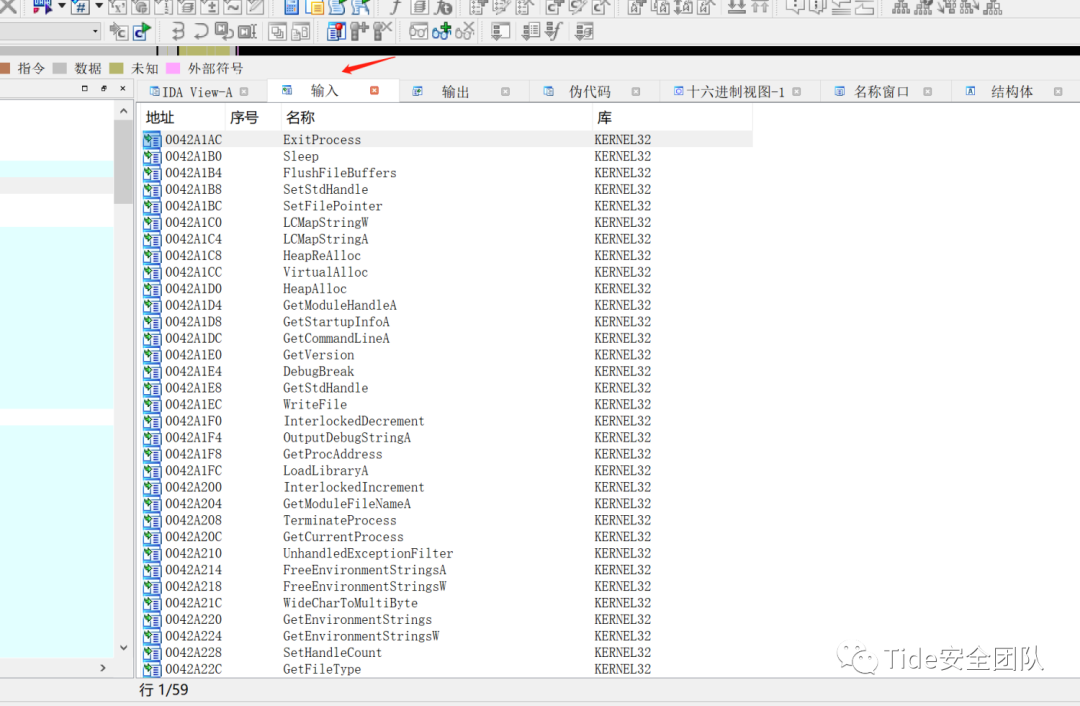 指令 数据 未知 外部符号
IDA View-A 输入 输出 伪代码 十六进制视图-1 名称窗口 结构体
地址 序号 名称 库
0042A1AC ExitProcess KERNEL32
0042A1B0 Sleep KERNEL32
0042A1B4 FlushFileBuffers KERNEL32
0042A1B8 SetStdHandle KERNEL32
0042A1BC SetFilePointer KERNEL32
0042A1C0 LCMapStringW KERNEL32
0042A1C4 LCMapStringA KERNEL32
0042A1C8 HeapReAlloc KERNEL32
0042A1CC VirtualAlloc KERNEL32
0042A1D0 HeapAlloc KERNEL32
0042A1D4 GetModuleHandleA KERNEL32
0042A1D8 GetStartupInfoA KERNEL32
0042A1DC GetCommandLineA KERNEL32
0042A1E0 GetVersion KERNEL32
0042A1E4 DebugBreak KERNEL32
0042A1E8 GetStdHandle KERNEL32
0042A1EC WriteFile KERNEL32
0042A1F0 InterlockedDecrement KERNEL32
0042A1F4 OutputDebugStringA KERNEL32
0042A1F8 GetProcAddress KERNEL32
0042A1FC LoadLibraryA KERNEL32
0042A200 InterlockedIncrement KERNEL32
0042A204 GetModuleFileNameA KERNEL32
0042A208 TerminateProcess KERNEL32
0042A20C GetCurrentProcess KERNEL32
0042A210 UnhandledExceptionFilter KERNEL32
0042A214 FreeEnvironmentStringsA KERNEL32
0042A218 FreeEnvironmentStringsW KERNEL32
0042A21C WideCharToMultiByte KERNEL32
0042A220 GetEnvironmentStrings KERNEL32
0042A224 GetEnvironmentStringsW KERNEL32
0042A228 SetHandleCount KERNEL32
0042A22C GetFileType KERNEL32
Tide安全团队
行 1/59